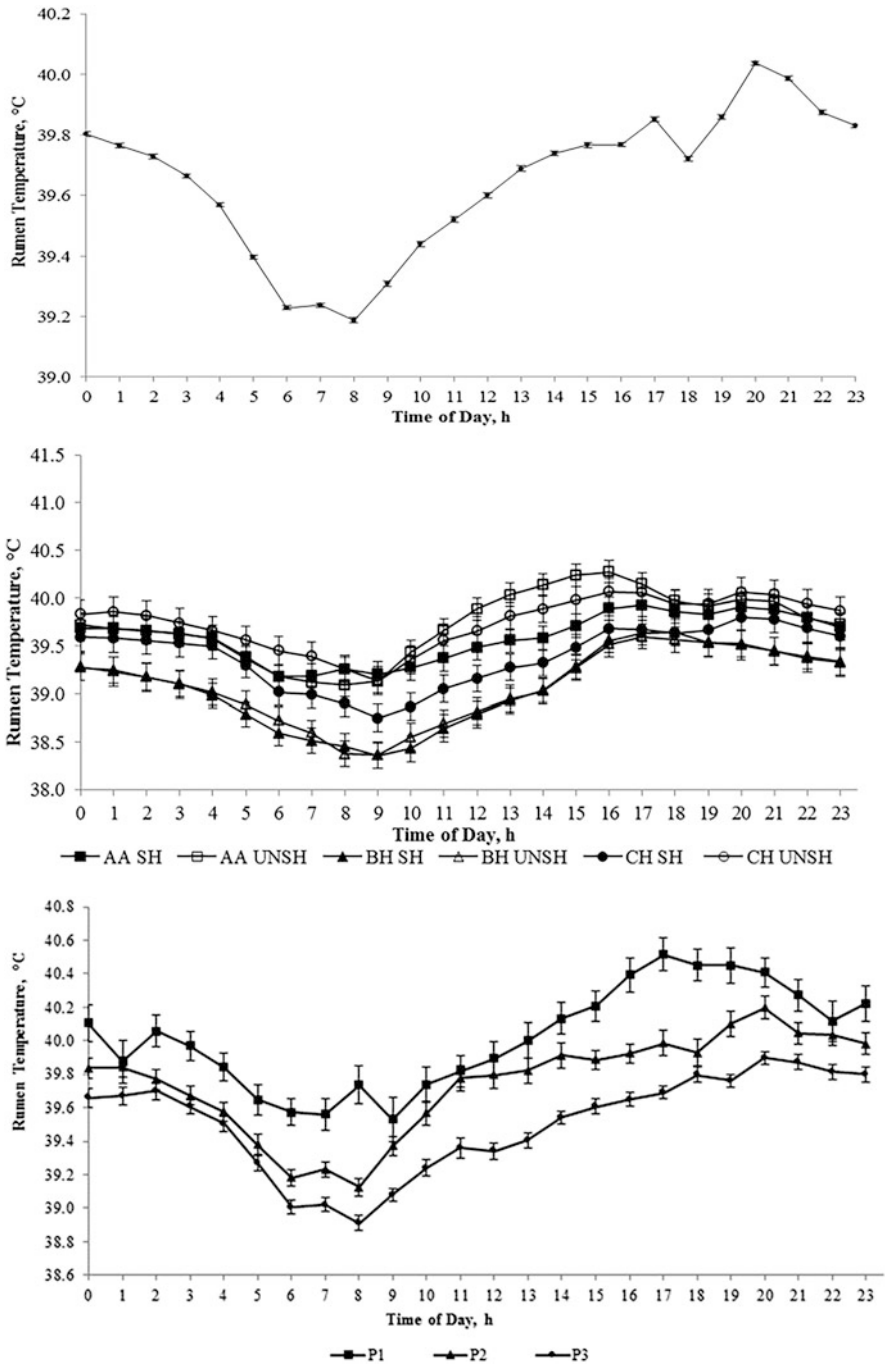 40.2
40.0
39.8
39.6
39.4
39.2
39.0
Rumen Temperature, °C
0 1 2 3 4 5 6 7 8 9 10 11 12 13 14 15 16 17 18 19 20 21 22 23
Time of Day, h
41.5
41.0
40.5
40.0
39.5
39.0
38.5
38.0
Rumen Temperature, °C
0 1 2 3 4 5 6 7 8 9 10 11 12 13 14 15 16 17 18 19 20 21 22 23
Time of Day, h
AA SH AA UNSH BH SH BH UNSH CH SH CH UNSH
40.8
40.6
40.4
40.2
40.0
39.8
39.6
39.4
39.2
39.0
38.8
38.6
Rumen Temperature, °C
0 1 2 3 4 5 6 7 8 9 10 11 12 13 14 15 16 17 18 19 20 21 22 23
Time of Day, h
P1 P2 P3